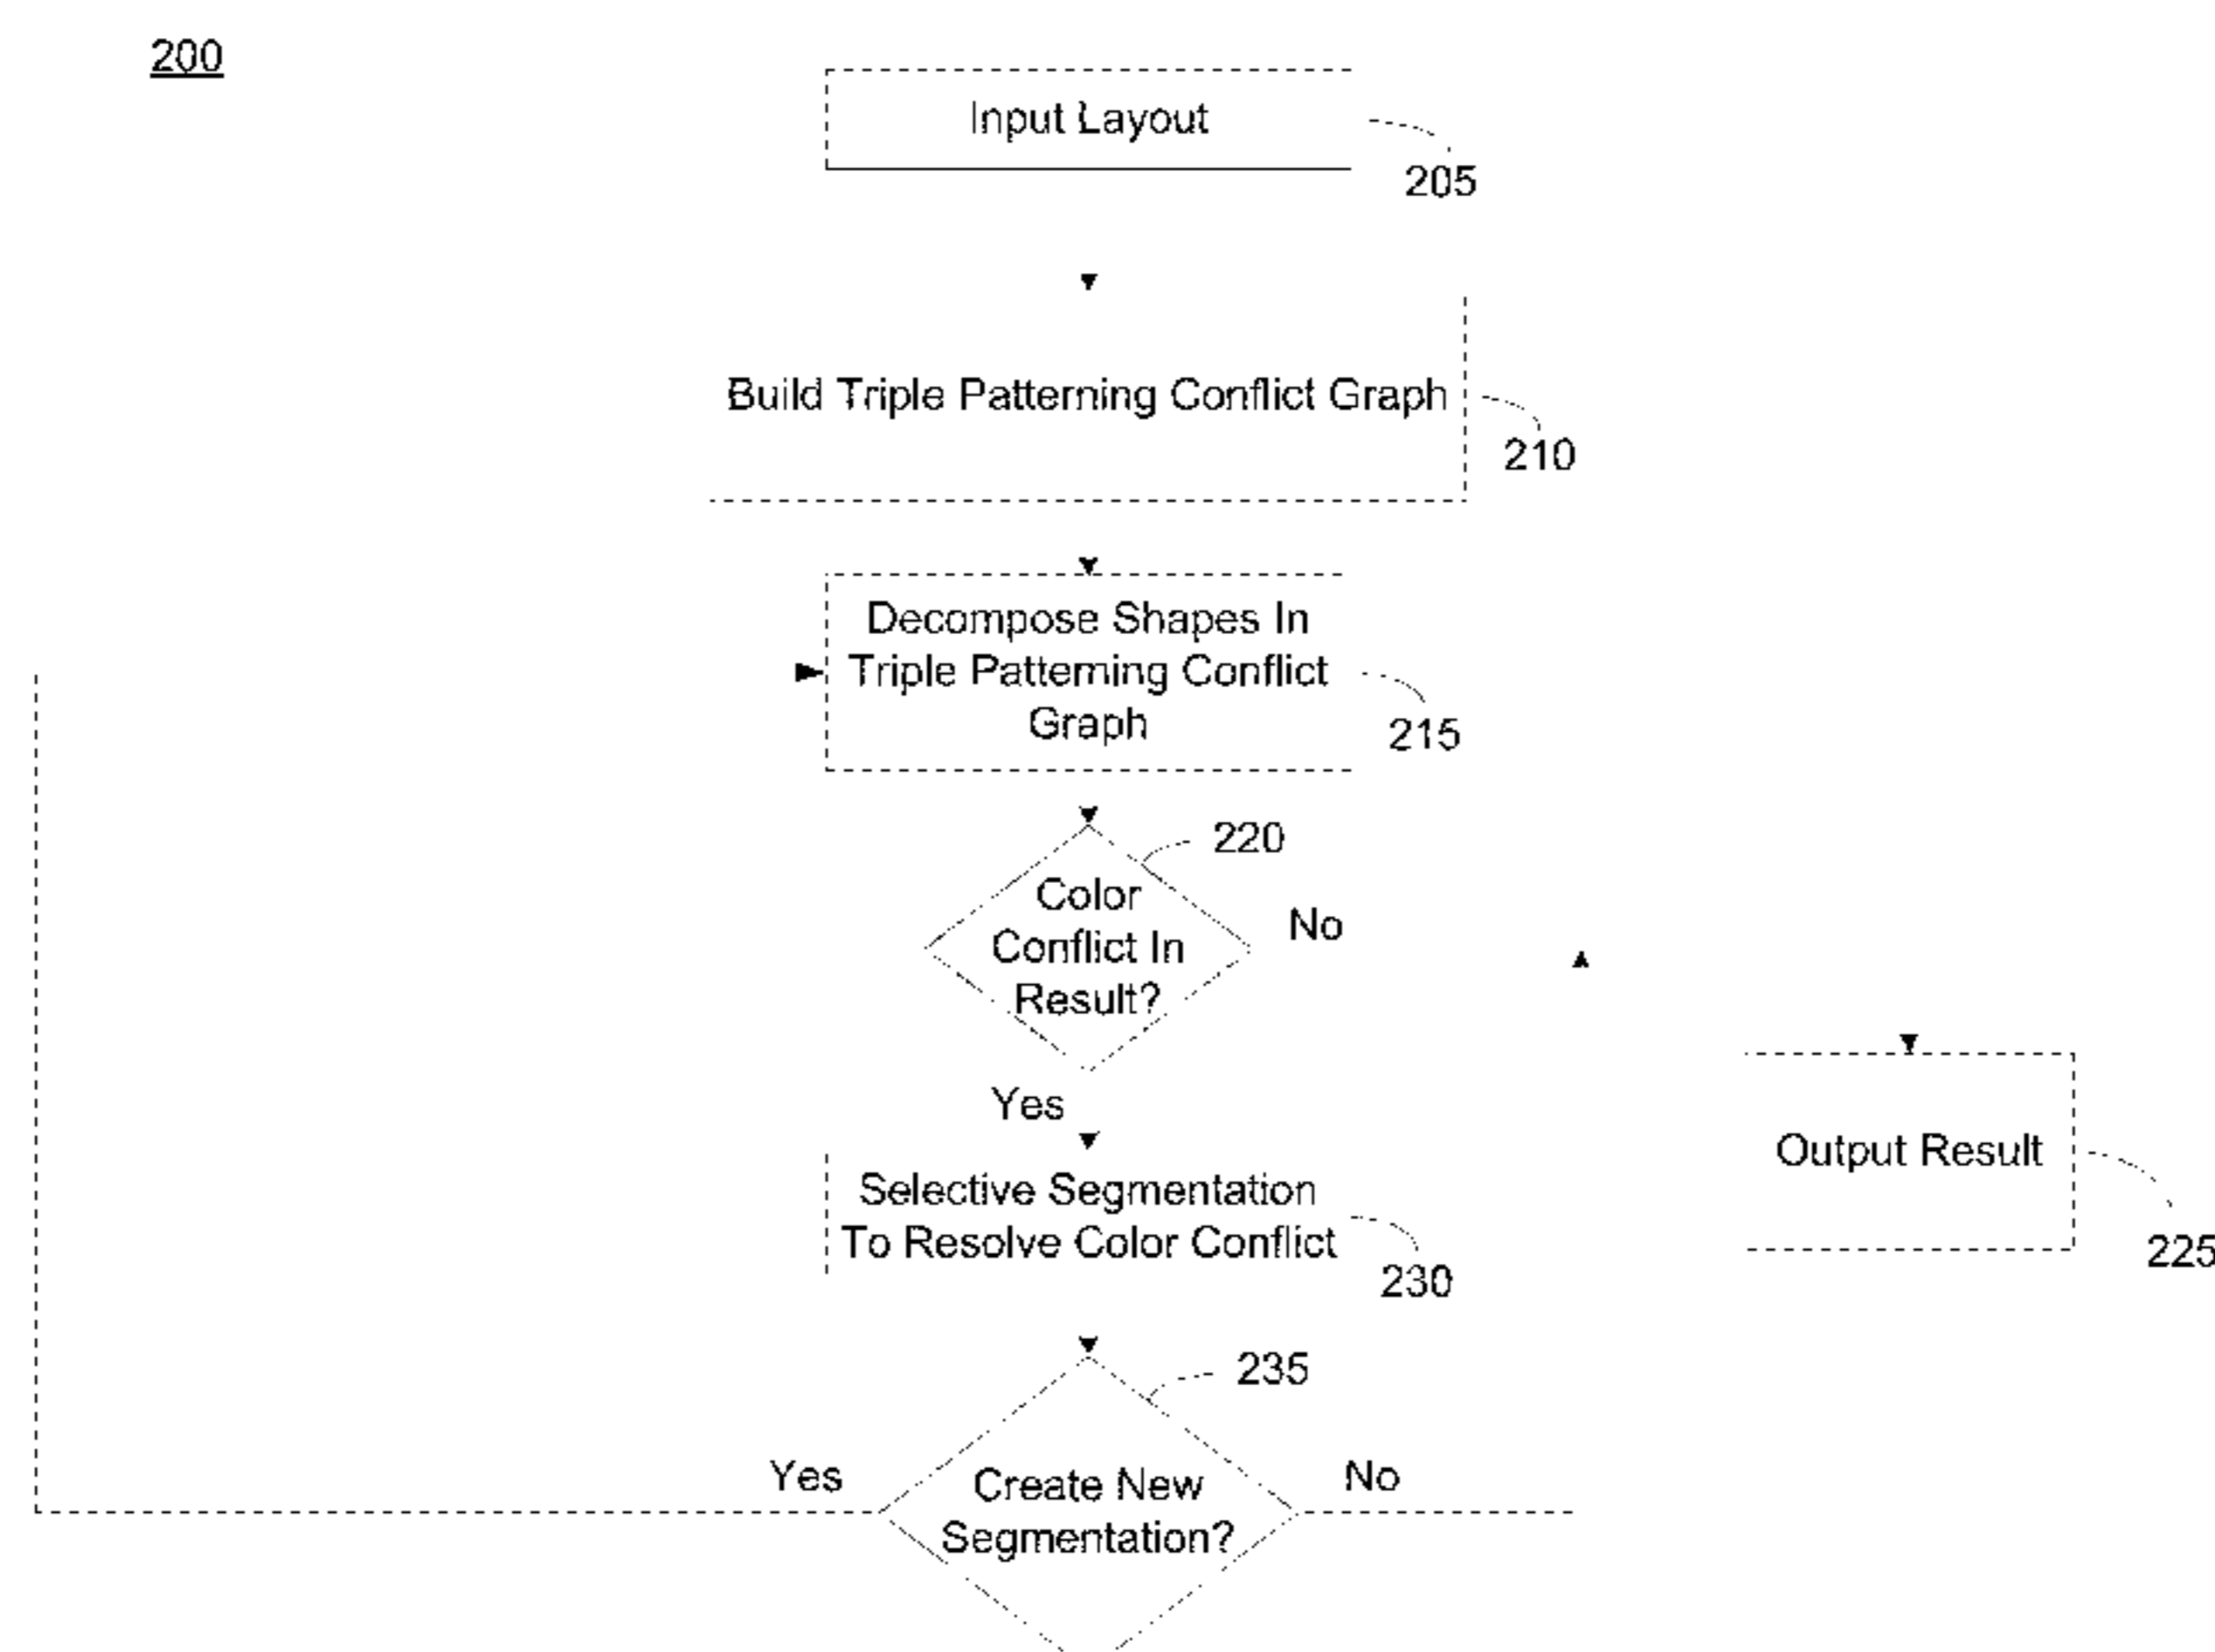 200
Input Layout
205
Build Triple Patterning Conflict Graph
210
Decompose Shapes In
Triple Patterning Conflict
Graph
215
220
Color
Conflict In
Result?
No
Yes
Selective Segmentation
To Resolve Color Conflict
230
Output Result
225
235
Yes
Create New
Segmentation?
No